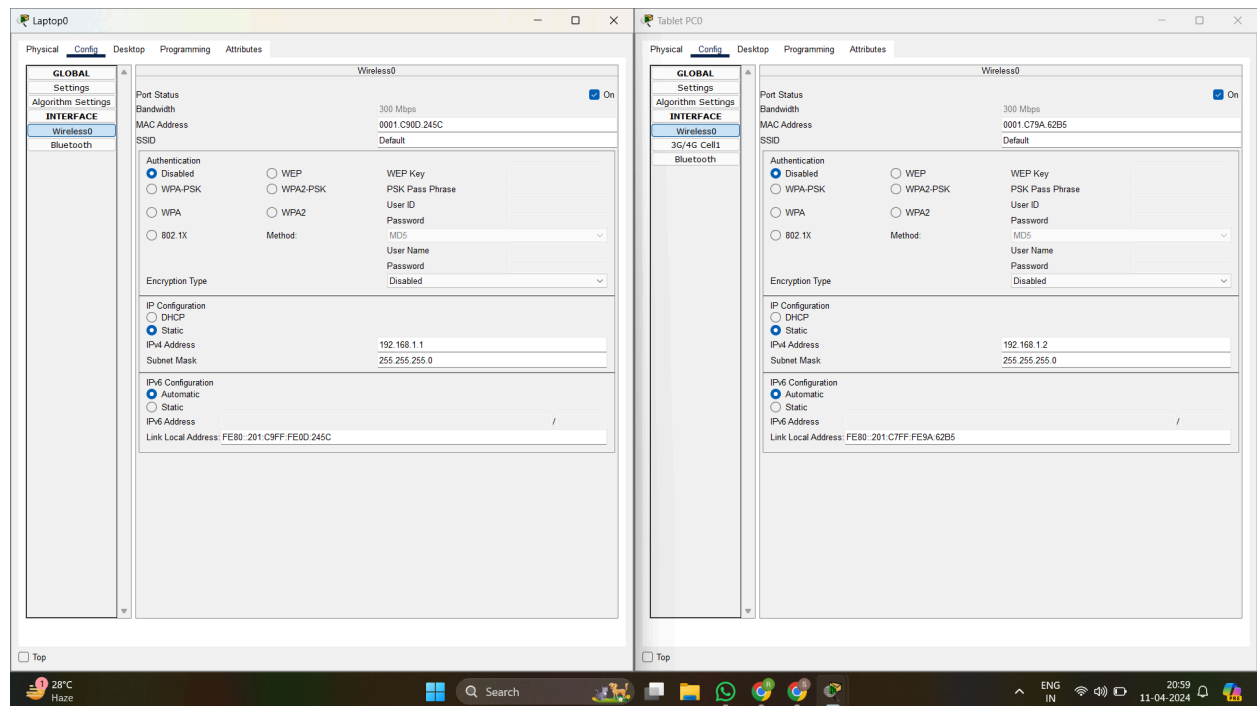 Laptop0
Physical Config Desktop Programming Attributes
GLOBAL
Settings
Algorithm Settings
INTERFACE
Wireless0
Bluetooth
Wireless0
Port Status On
Bandwidth 300 Mbps
MAC Address 0001.C90D.245C
SSID Default
Authentication
Disabled WEP WEP Key
WPA-PSK WPA2-PSK PSK Pass Phrase
User ID
WPA WPA2
Password
802.1X Method: MD5
User Name
Password
Encryption Type Disabled
IP Configuration
DHCP
Static
IPv4 Address 192.168.1.1
Subnet Mask 255.255.255.0
IPv6 Configuration
Automatic
Static
IPv6 Address /
Link Local Address: FE80::201:C9FF:FE0D:245C
Top
Tablet PC0
Physical Config Desktop Programming Attributes
GLOBAL
Settings
Algorithm Settings
INTERFACE
Wireless0
3G/4G Cell1
Bluetooth
Wireless0
Port Status On
Bandwidth 300 Mbps
MAC Address 0001.C79A.62B5
SSID Default
Authentication
Disabled WEP WEP Key
WPA-PSK WPA2-PSK PSK Pass Phrase
User ID
WPA WPA2
Password
802.1X Method: MD5
User Name
Password
Encryption Type Disabled
IP Configuration
DHCP
Static
IPv4 Address 192.168.1.2
Subnet Mask 255.255.255.0
IPv6 Configuration
Automatic
Static
IPv6 Address /
Link Local Address: FE80::201:C7FF:FE9A:62B5
Top
1
28°C
Haze
Search
R
S
ENG
IN
20:59
11-04-2024
PRE